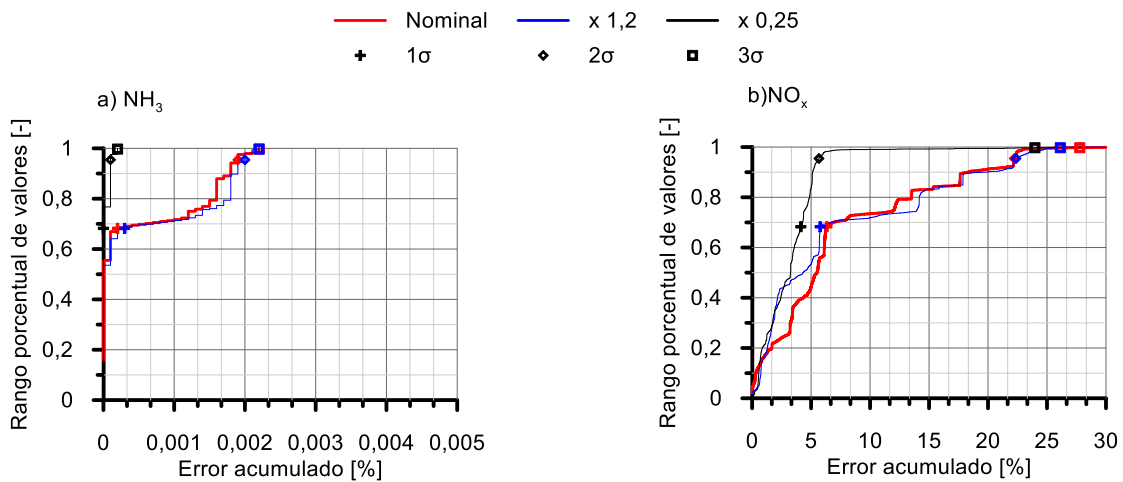 Nominal x 1,2 x 0,25
1σ 2σ 3σ
a) NH₃
b)NOₓ
Rango porcentual de valores [-]
1
0,8
0,6
0,4
0,2
0
0 0,001 0,002 0,003 0,004 0,005
Error acumulado [%]
Rango porcentual de valores [-]
1
0,8
0,6
0,4
0,2
0
0 5 10 15 20 25 30
Error acumulado [%]